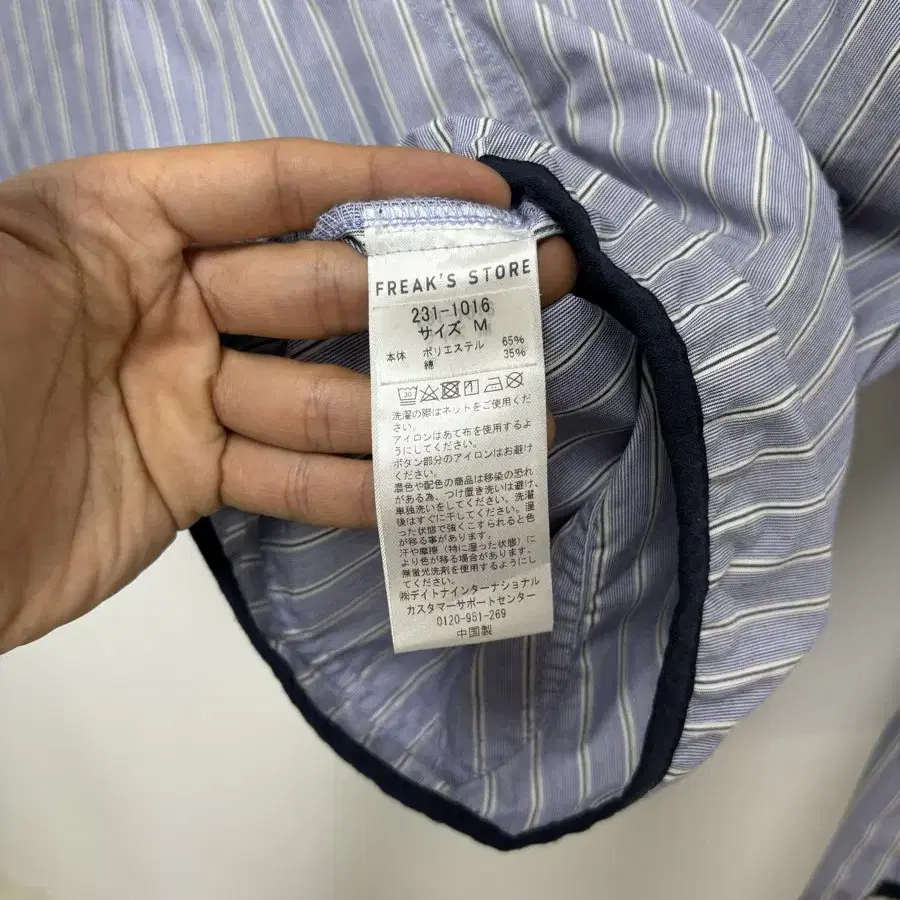 FREAK'S STORE
231-1016
サイズ M
本体 ポリエステル 65%
綿 35%
30
洗濯の際はネットをご使用くだ
さい。
アイロンはあて布を使用するよ
うにしてください。
ボタン部分のアイロンはお避け
ください。
濃色や配色の商品は移染の恐れ
がある為、つけ置き洗いは避け、
単独洗いをしてください。洗濯
後はすぐに干してください。湿
った状態で強くこすられると色
が移る事があります。
汗や摩擦(特に湿った状態)に
より色が移る場合があります。
無蛍光洗剤を使用するようにし
てください。
㈱デイトナインターナショナル
カスタマーサポートセンター
0120-951-269
中国製